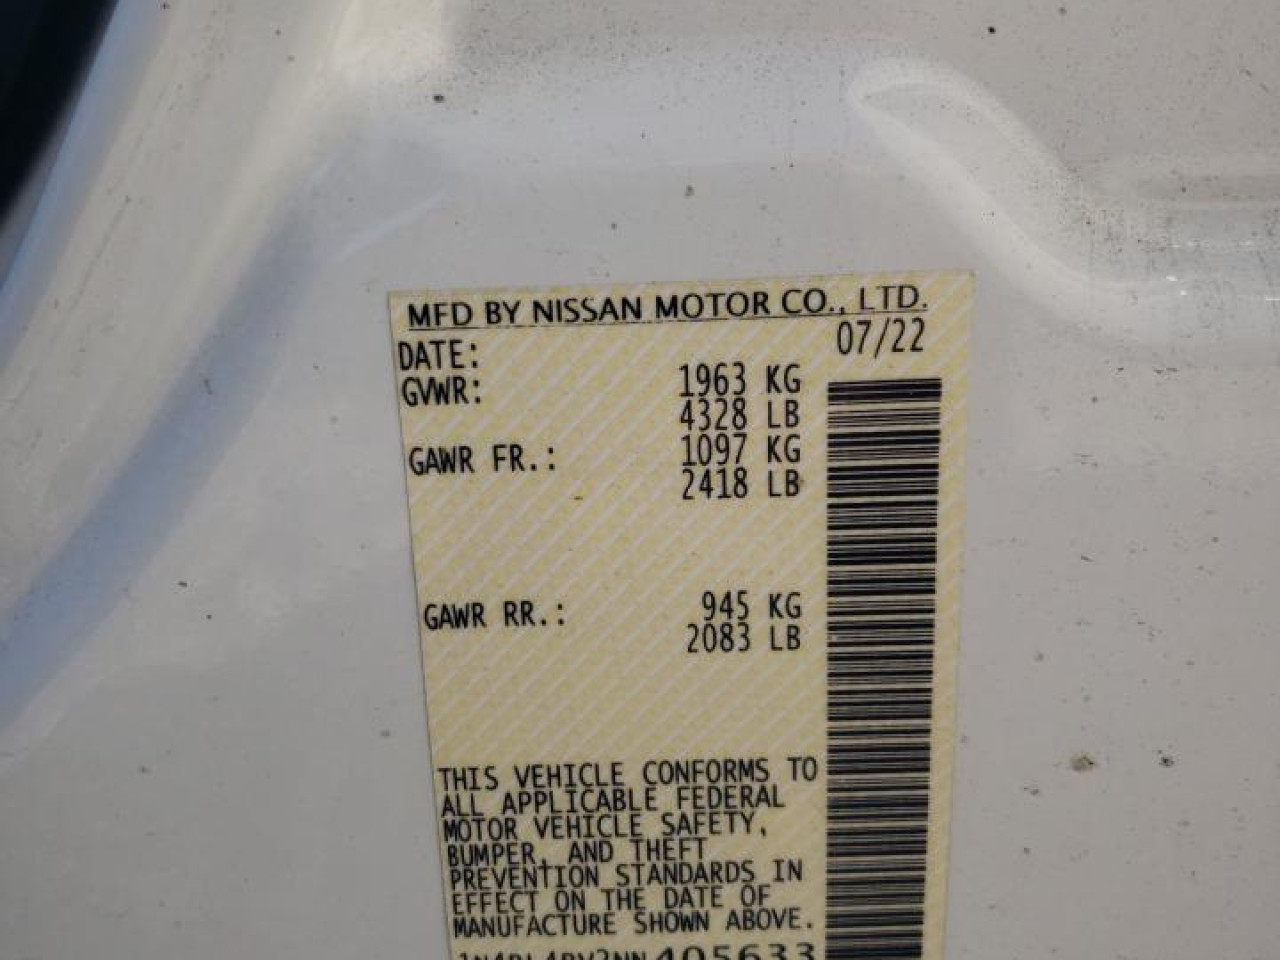 MFD BY NISSAN MOTOR CO., LTD.
DATE: 07/22
GVWR: 1963 KG
4328 LB
GAWR FR.: 1097 KG
2418 LB
GAWR RR.: 945 KG
2083 LB
THIS VEHICLE CONFORMS TO
ALL APPLICABLE FEDERAL
MOTOR VEHICLE SAFETY,
BUMPER, AND THEFT
PREVENTION STANDARDS IN
EFFECT ON THE DATE OF
MANUFACTURE SHOWN ABOVE.
405633